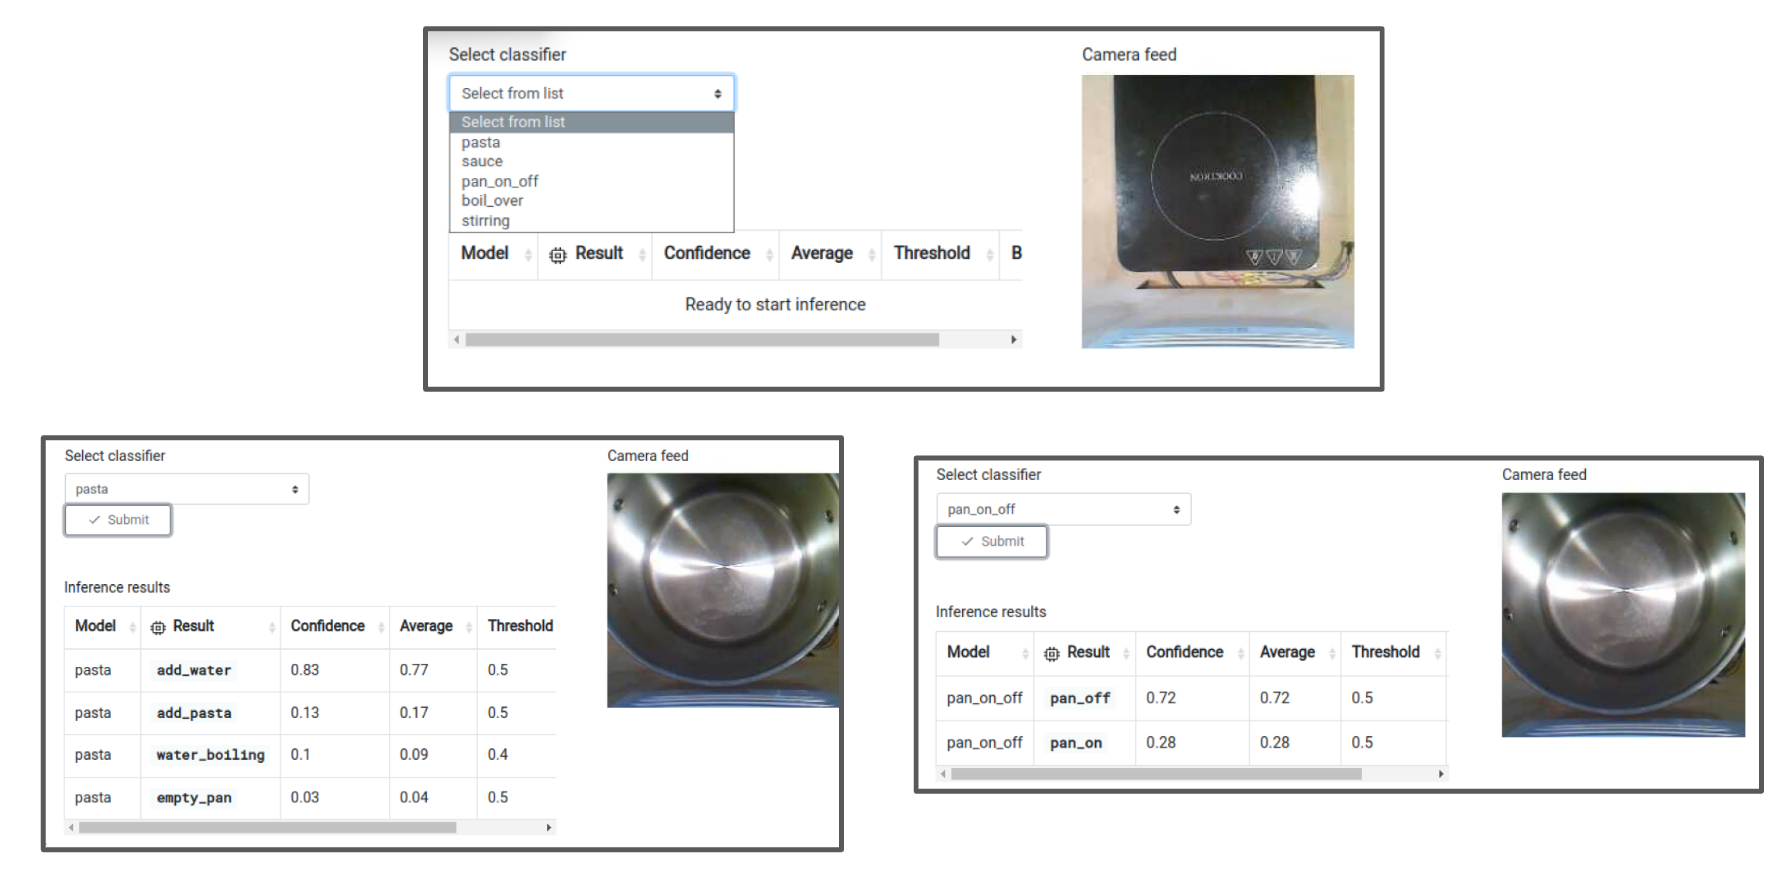 Select classifier
Camera feed
Select from list
Select from list
pasta
sauce
pan_on_off
boil_over
stirring
COOKTRON
Model Result Confidence Average Threshold B
Ready to start inference
Select classifier
Camera feed
pasta
Submit
Inference results
Model Result Confidence Average Threshold
pasta add_water 0.83 0.77 0.5
pasta add_pasta 0.13 0.17 0.5
pasta water_boiling 0.1 0.09 0.4
pasta empty_pan 0.03 0.04 0.5
Select classifier
Camera feed
pan_on_off
Submit
Inference results
Model Result Confidence Average Threshold
pan_on_off pan_off 0.72 0.72 0.5
pan_on_off pan_on 0.28 0.28 0.5